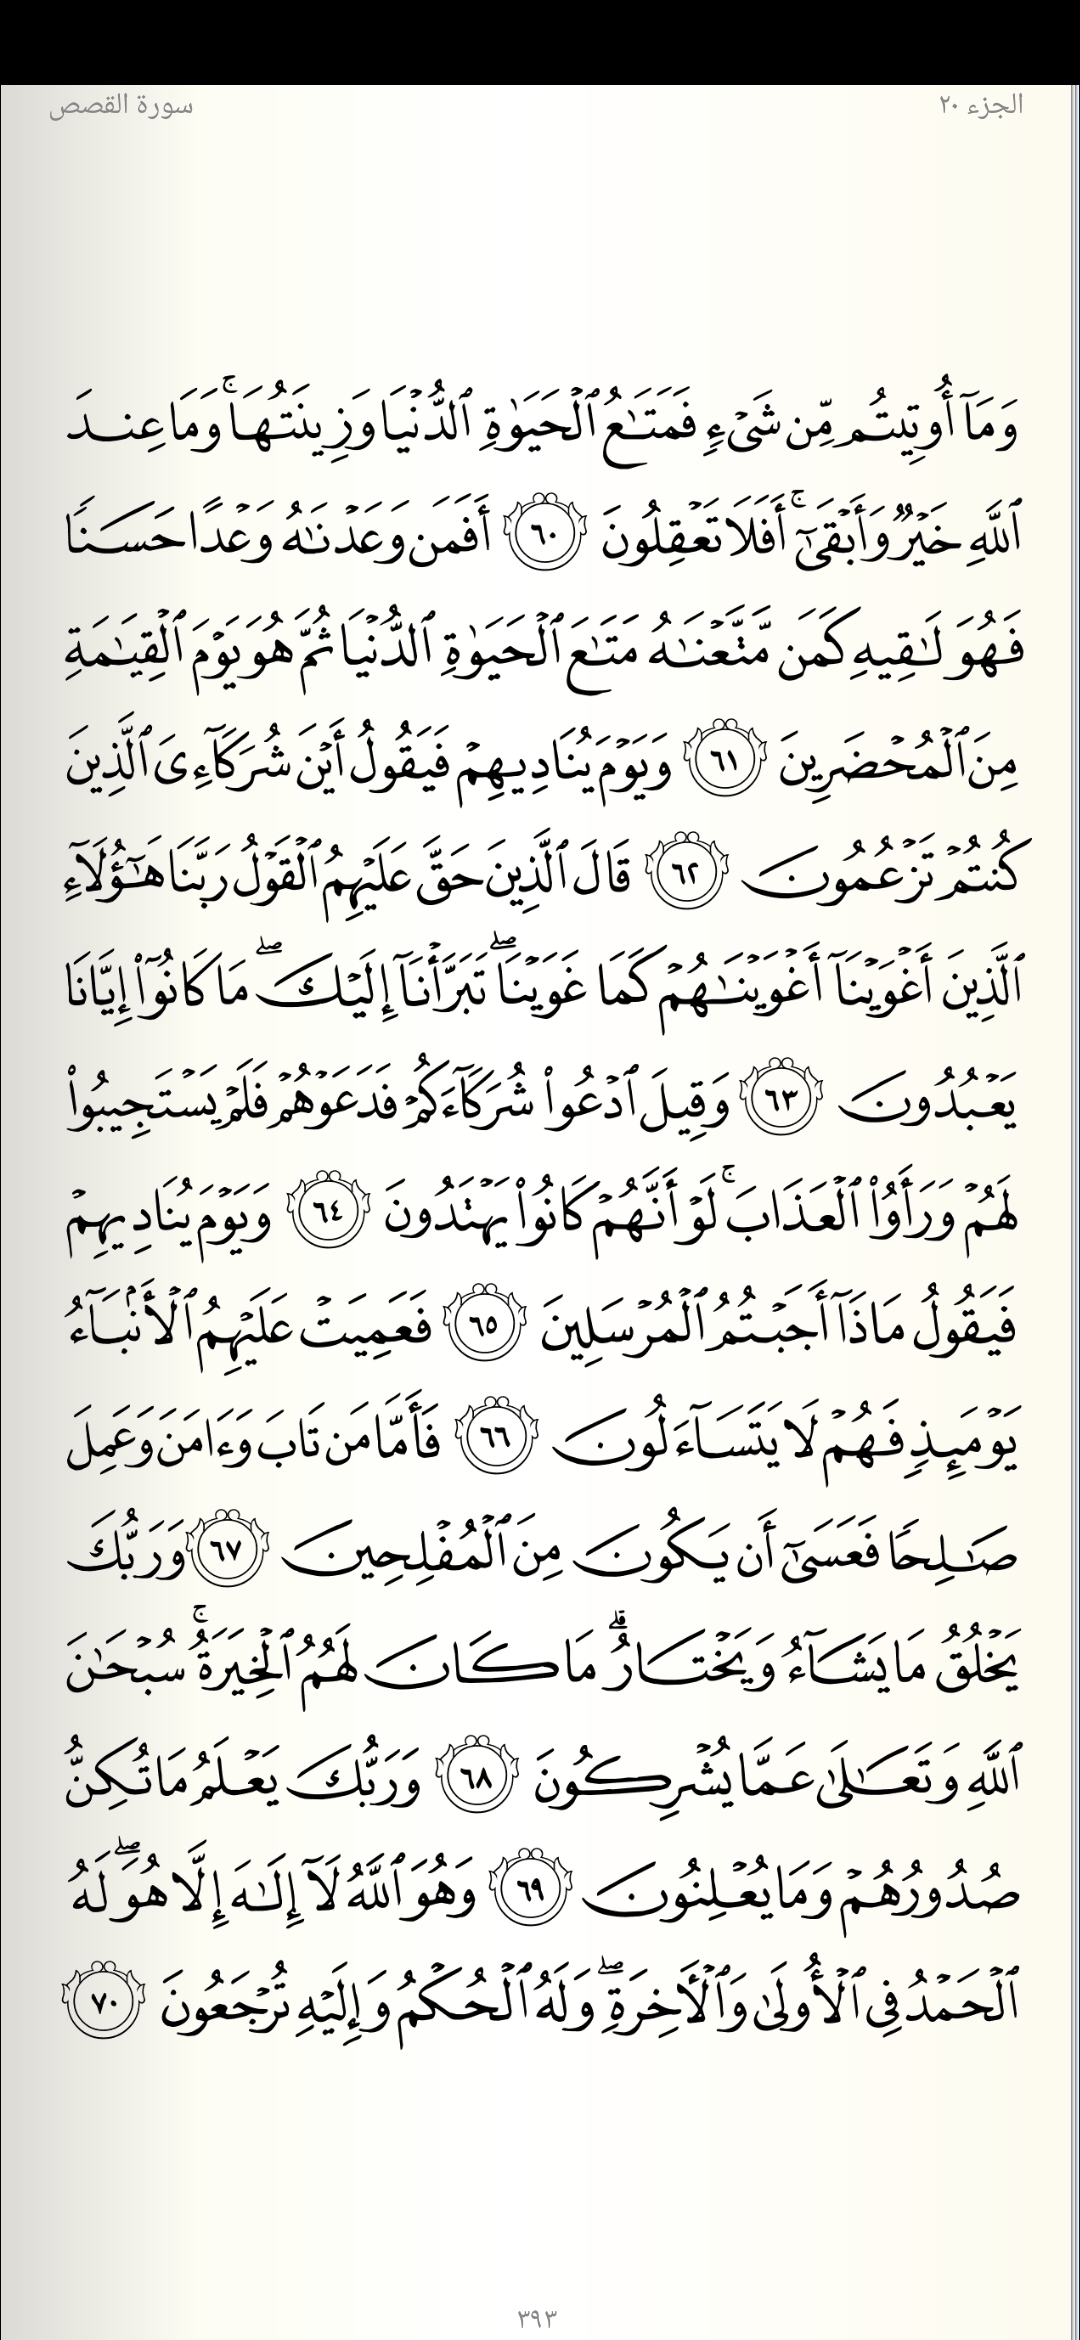 الجزء ٢٠
سورة القصص
وَمَآ أُوتِيتُم مِّن شَىْءٍ فَمَتَـٰعُ ٱلْحَيَوٰةِ ٱلدُّنْيَا وَزِينَتُهَا ۚ وَمَا عِندَ
ٱللَّهِ خَيْرٌ وَأَبْقَىٰٓ ۚ أَفَلَا تَعْقِلُونَ ٦٠ أَفَمَن وَعَدْنَـٰهُ وَعْدًا حَسَنًا
فَهُوَ لَـٰقِيهِ كَمَن مَّتَّعْنَـٰهُ مَتَـٰعَ ٱلْحَيَوٰةِ ٱلدُّنْيَا ثُمَّ هُوَ يَوْمَ ٱلْقِيَـٰمَةِ
مِنَ ٱلْمُحْضَرِينَ ٦١ وَيَوْمَ يُنَادِيهِمْ فَيَقُولُ أَيْنَ شُرَكَآءِىَ ٱلَّذِينَ
كُنتُمْ تَزْعُمُونَ ٦٢ قَالَ ٱلَّذِينَ حَقَّ عَلَيْهِمُ ٱلْقَوْلُ رَبَّنَا هَـٰٓؤُلَآءِ
ٱلَّذِينَ أَغْوَيْنَآ أَغْوَيْنَـٰهُمْ كَمَا غَوَيْنَا ۖ تَبَرَّأْنَآ إِلَيْكَ ۖ مَا كَانُوٓا۟ إِيَّانَا
يَعْبُدُونَ ٦٣ وَقِيلَ ٱدْعُوا۟ شُرَكَآءَكُمْ فَدَعَوْهُمْ فَلَمْ يَسْتَجِيبُوا۟
لَهُمْ وَرَأَوُا۟ ٱلْعَذَابَ ۚ لَوْ أَنَّهُمْ كَانُوا۟ يَهْتَدُونَ ٦٤ وَيَوْمَ يُنَادِيهِمْ
فَيَقُولُ مَاذَآ أَجَبْتُمُ ٱلْمُرْسَلِينَ ٦٥ فَعَمِيَتْ عَلَيْهِمُ ٱلْأَنۢبَآءُ
يَوْمَئِذٍ فَهُمْ لَا يَتَسَآءَلُونَ ٦٦ فَأَمَّا مَن تَابَ وَءَامَنَ وَعَمِلَ
صَـٰلِحًا فَعَسَىٰٓ أَن يَكُونَ مِنَ ٱلْمُفْلِحِينَ ٦٧ وَرَبُّكَ
يَخْلُقُ مَا يَشَآءُ وَيَخْتَارُ ۗ مَا كَانَ لَهُمُ ٱلْخِيَرَةُ ۚ سُبْحَـٰنَ
ٱللَّهِ وَتَعَـٰلَىٰ عَمَّا يُشْرِكُونَ ٦٨ وَرَبُّكَ يَعْلَمُ مَا تُكِنُّ
صُدُورُهُمْ وَمَا يُعْلِنُونَ ٦٩ وَهُوَ ٱللَّهُ لَآ إِلَـٰهَ إِلَّا هُوَ ۖ لَهُ
ٱلْحَمْدُ فِى ٱلْأُولَىٰ وَٱلْـَٔاخِرَةِ ۖ وَلَهُ ٱلْحُكْمُ وَإِلَيْهِ تُرْجَعُونَ ٧٠
٣٩٣